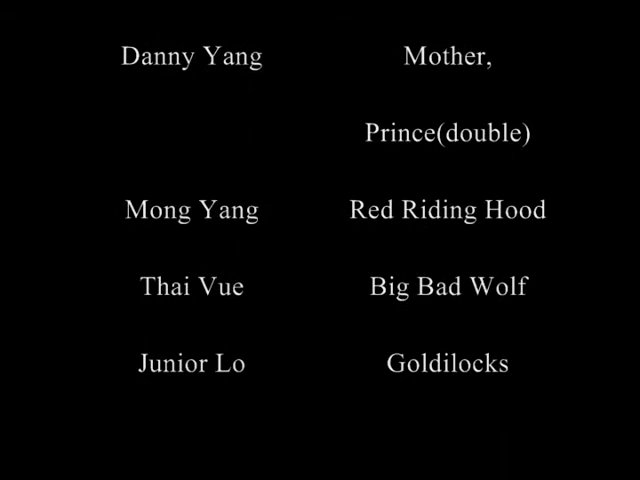 Danny Yang Mother,
Prince(double)
Mong Yang Red Riding Hood
Thai Vue Big Bad Wolf
Junior Lo Goldilocks